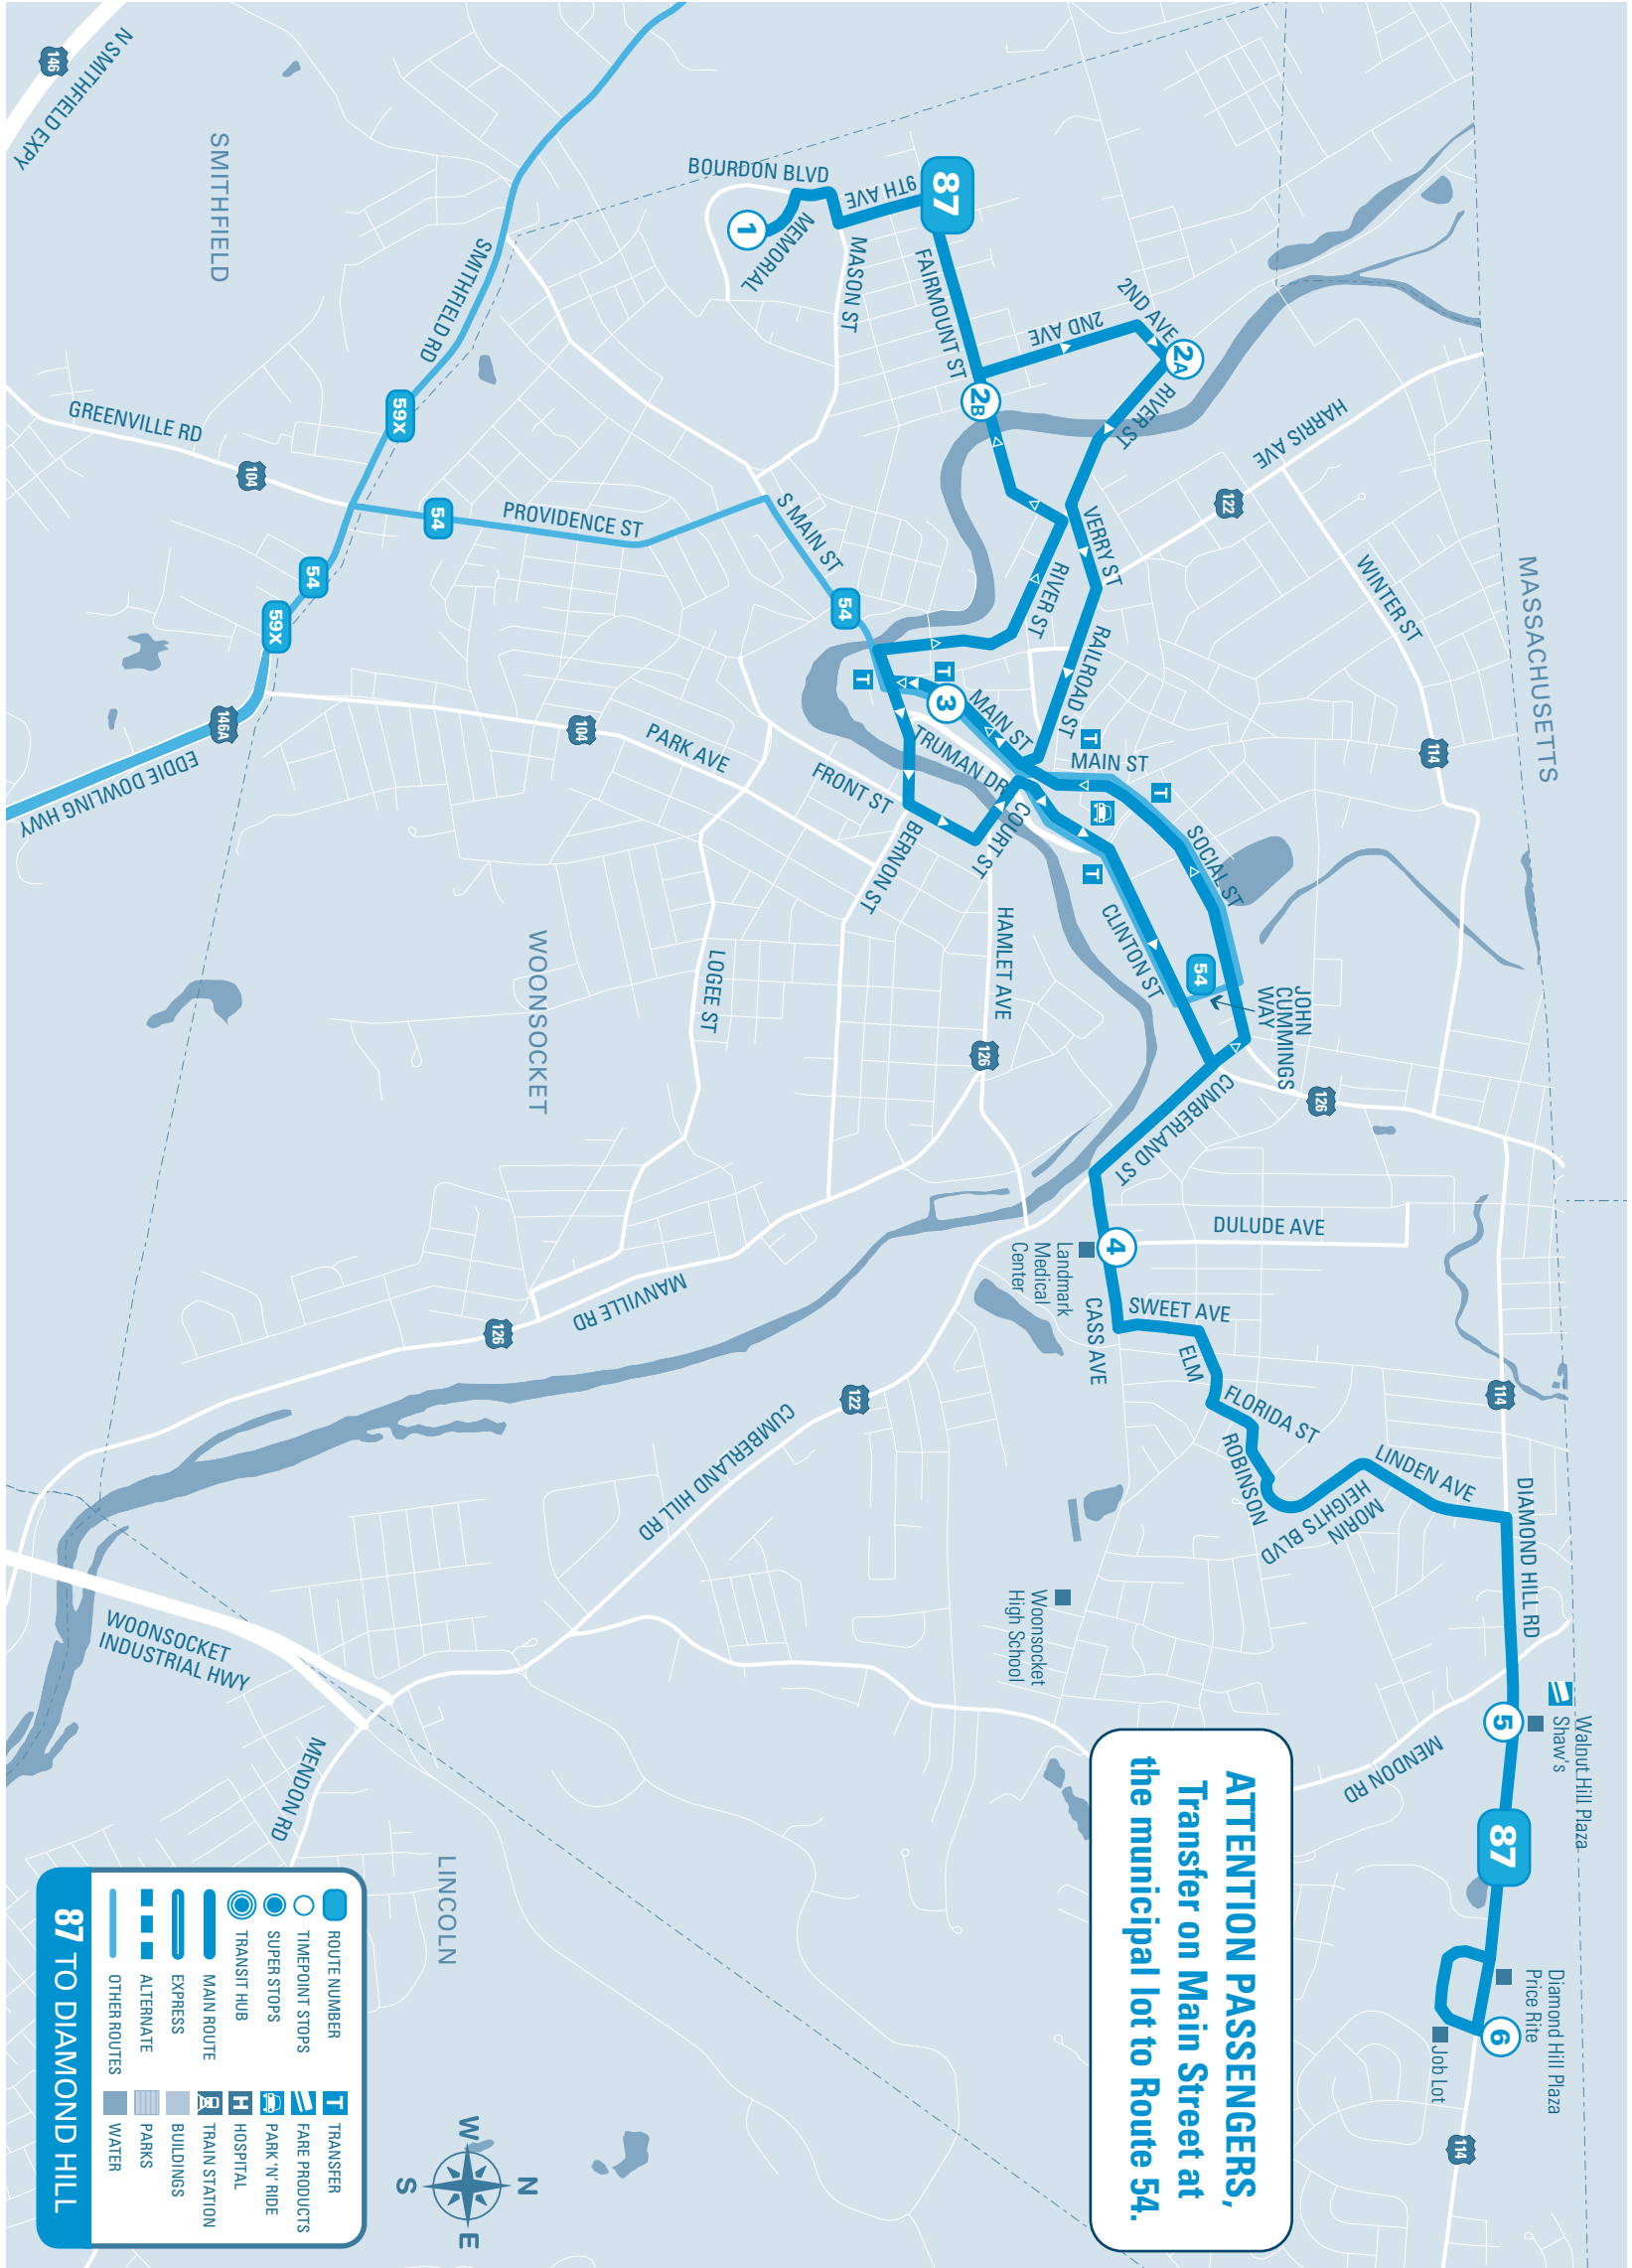 N SMITHFIELD EXPY
146
SMITHFIELD
SMITHFIELD RD
GREENVILLE RD
104
59X
54
PROVIDENCE ST
54
59X
146A
EDDIE DOWLING HWY
S MAIN ST
54
104
PARK AVE
BOURDON BLVD
9TH AVE
87
1
MEMORIAL
MASON ST
FAIRMOUNT ST
2ND AVE
2ND AVE
2A
2B
RIVER ST
RIVER ST
VERRY ST
HARRIS AVE
122
WINTER ST
114
MASSACHUSETTS
RAILROAD ST
T
T
3
MAIN ST
TRUMAN DR
FRONT ST
BERNON ST
COURT ST
T
MAIN ST
T
T
SOCIAL ST
CLINTON ST
54
JOHN
CUMMINGS
WAY
HAMLET AVE
126
126
LOGEE ST
WOONSOCKET
CUMBERLAND ST
DULUDE AVE
4
Landmark
Medical
Center
CASS AVE
SWEET AVE
ELM
FLORIDA ST
ROBINSON
MORIN
HEIGHTS BLVD
LINDEN AVE
114
DIAMOND HILL RD
MANVILLE RD
126
122
CUMBERLAND HILL RD
Woonsocket
High School
WOONSOCKET
INDUSTRIAL HWY
MENDON RD
MENDON RD
Walnut Hill Plaza
Shaw's
5
87
Diamond Hill Plaza
Price Rite
6
Job Lot
114
LINCOLN
ATTENTION PASSENGERS,
Transfer on Main Street at
the municipal lot to Route 54.
N
W
E
S
ROUTE NUMBER
TIMEPOINT STOPS
SUPER STOPS
TRANSIT HUB
MAIN ROUTE
EXPRESS
ALTERNATE
OTHER ROUTES
T TRANSFER
FARE PRODUCTS
PARK 'N' RIDE
H HOSPITAL
TRAIN STATION
BUILDINGS
PARKS
WATER
87 TO DIAMOND HILL